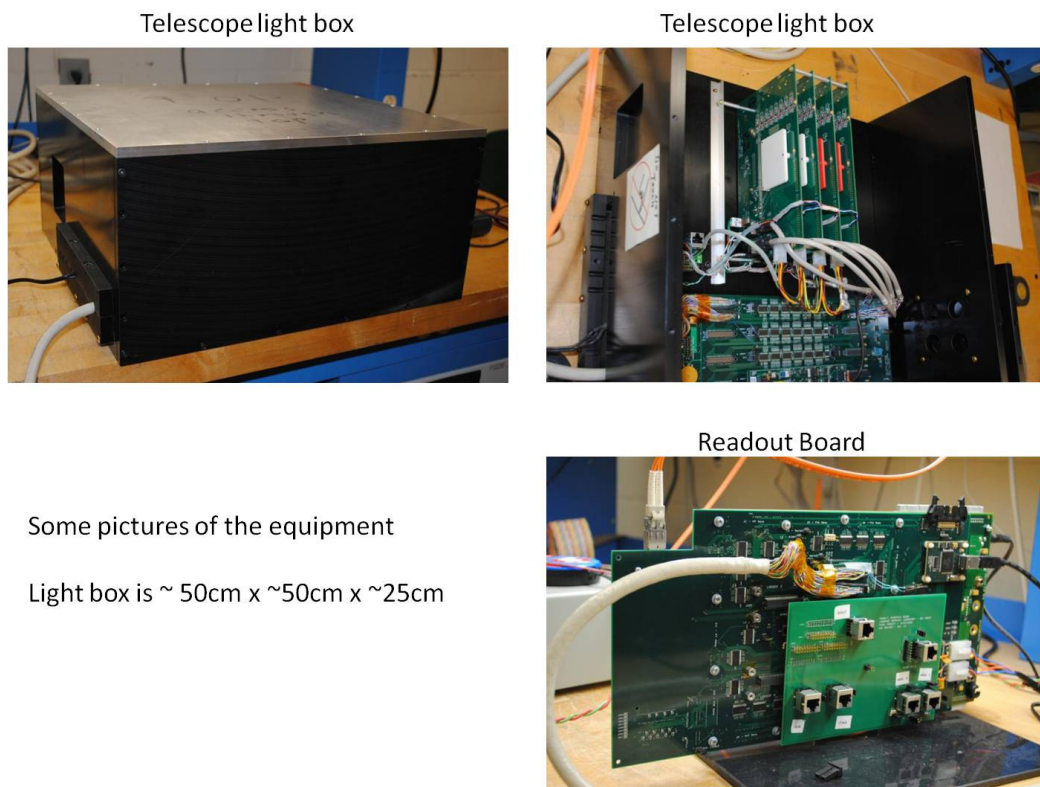 Telescope light box
Telescope light box
Readout Board
Some pictures of the equipment
Light box is ~ 50cm x ~50cm x ~25cm